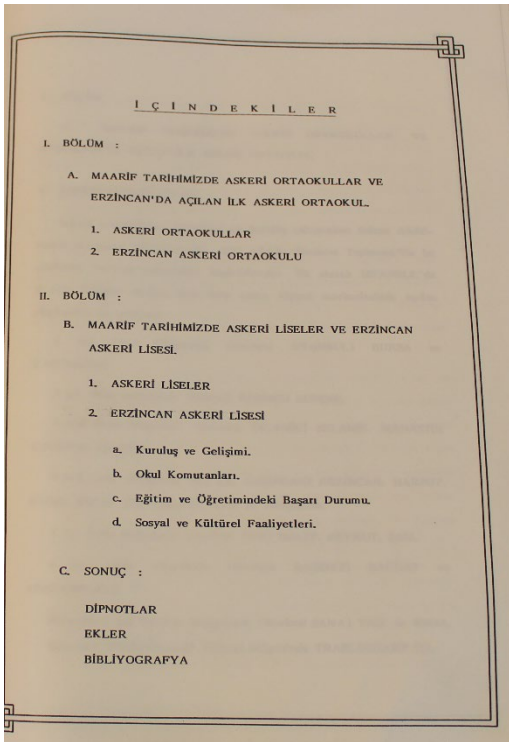 İ Ç İ N D E K İ L E R
I. BÖLÜM :
A. MAARİF TARİHİMİZDE ASKERİ ORTAOKULLAR VE
ERZİNCAN'DA AÇILAN İLK ASKERİ ORTAOKUL.
1. ASKERİ ORTAOKULLAR
2. ERZİNCAN ASKERİ ORTAOKULU
II. BÖLÜM :
B. MAARİF TARİHİMİZDE ASKERİ LİSELER VE ERZİNCAN
ASKERİ LİSESİ.
1. ASKERİ LİSELER
2. ERZİNCAN ASKERİ LİSESİ
a. Kuruluş ve Gelişimi.
b. Okul Komutanları.
c. Eğitim ve Öğretimindeki Başarı Durumu.
d. Sosyal ve Kültürel Faaliyetleri.
C. SONUÇ :
DİPNOTLAR
EKLER
BİBLİYOGRAFYA